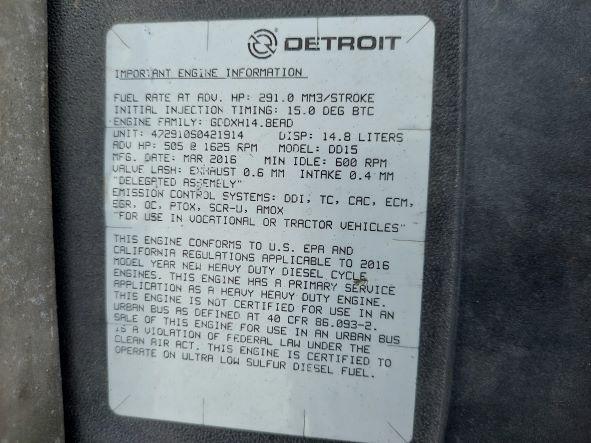 DETROIT
IMPORTANT ENGINE INFORMATION
FUEL RATE AT ADV. HP: 291.0 MM3/STROKE
INITIAL INJECTION TIMING: 15.0 DEG BTC
ENGINE FAMILY: GDDXH14.8EAD
UNIT: 472910S0421914 DISP: 14.8 LITERS
ADV HP: 505 @ 1625 RPM MODEL: DD15
MFG. DATE: MAR 2016 MIN IDLE: 600 RPM
VALVE LASH: EXHAUST 0.6 MM INTAKE 0.4 MM
"DELEGATED ASSEMBLY"
EMISSION CONTROL SYSTEMS: DDI, TC, CAC, ECM,
EGR, OC, PTOX, SCR-U, AMOX
"FOR USE IN VOCATIONAL OR TRACTOR VEHICLES"
THIS ENGINE CONFORMS TO U.S. EPA AND
CALIFORNIA REGULATIONS APPLICABLE TO 2016
MODEL YEAR NEW HEAVY DUTY DIESEL CYCLE
ENGINES. THIS ENGINE HAS A PRIMARY SERVICE
APPLICATION AS A HEAVY HEAVY DUTY ENGINE.
THIS ENGINE IS NOT CERTIFIED FOR USE IN AN
URBAN BUS AS DEFINED AT 40 CFR 86.093-2.
SALE OF THIS ENGINE FOR USE IN AN URBAN BUS
IS A VIOLATION OF FEDERAL LAW UNDER THE
CLEAN AIR ACT. THIS ENGINE IS CERTIFIED TO
OPERATE ON ULTRA LOW SULFUR DIESEL FUEL.